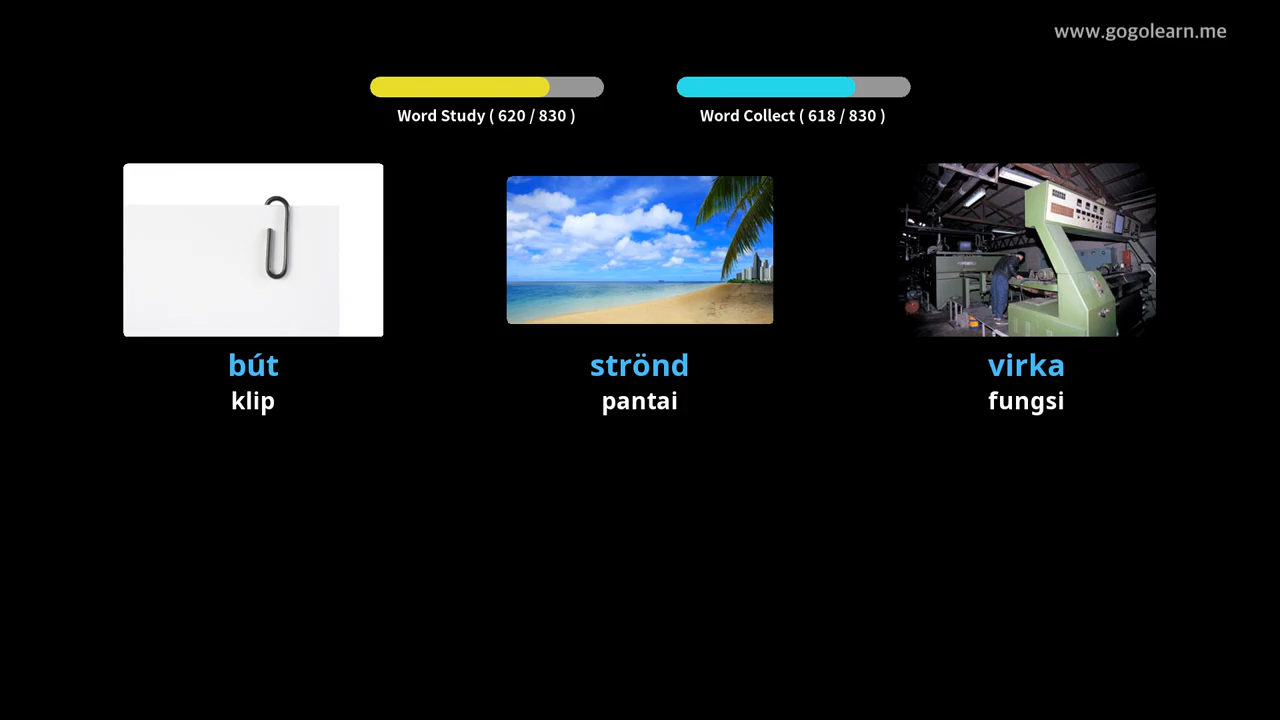 www.gogolearn.me
Word Study ( 620 / 830 )
Word Collect ( 618 / 830 )
bút
klip
strönd
pantai
virka
fungsi